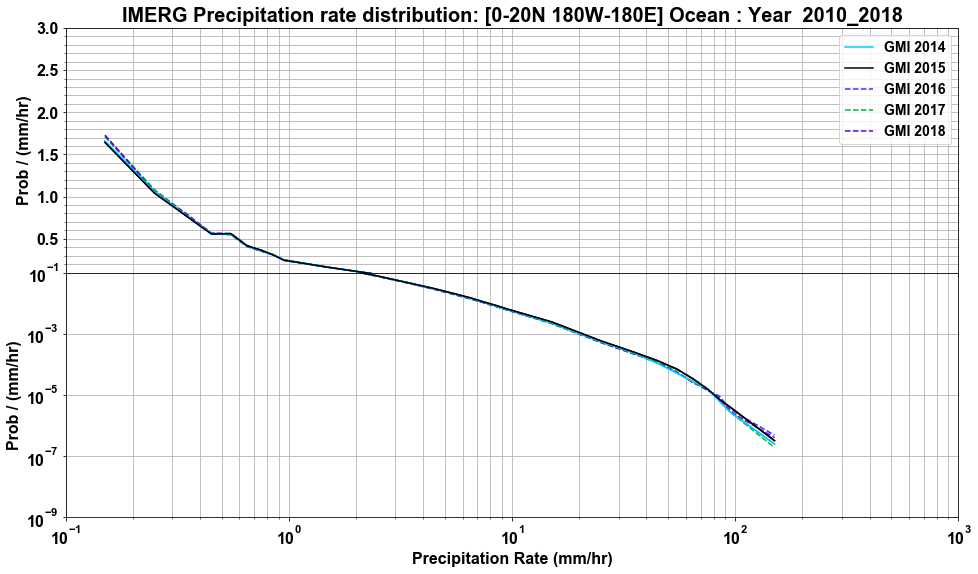 IMERG Precipitation rate distribution: [0-20N 180W-180E] Ocean : Year  2010_2018
3.0
2.5
2.0
1.5
1.0
0.5
Prob / (mm/hr)
GMI 2014
GMI 2015
GMI 2016
GMI 2017
GMI 2018
10⁻¹
10⁻³
10⁻⁵
10⁻⁷
10⁻⁹
Prob / (mm/hr)
10⁻¹ 10⁰ 10¹ 10² 10³
Precipitation Rate (mm/hr)